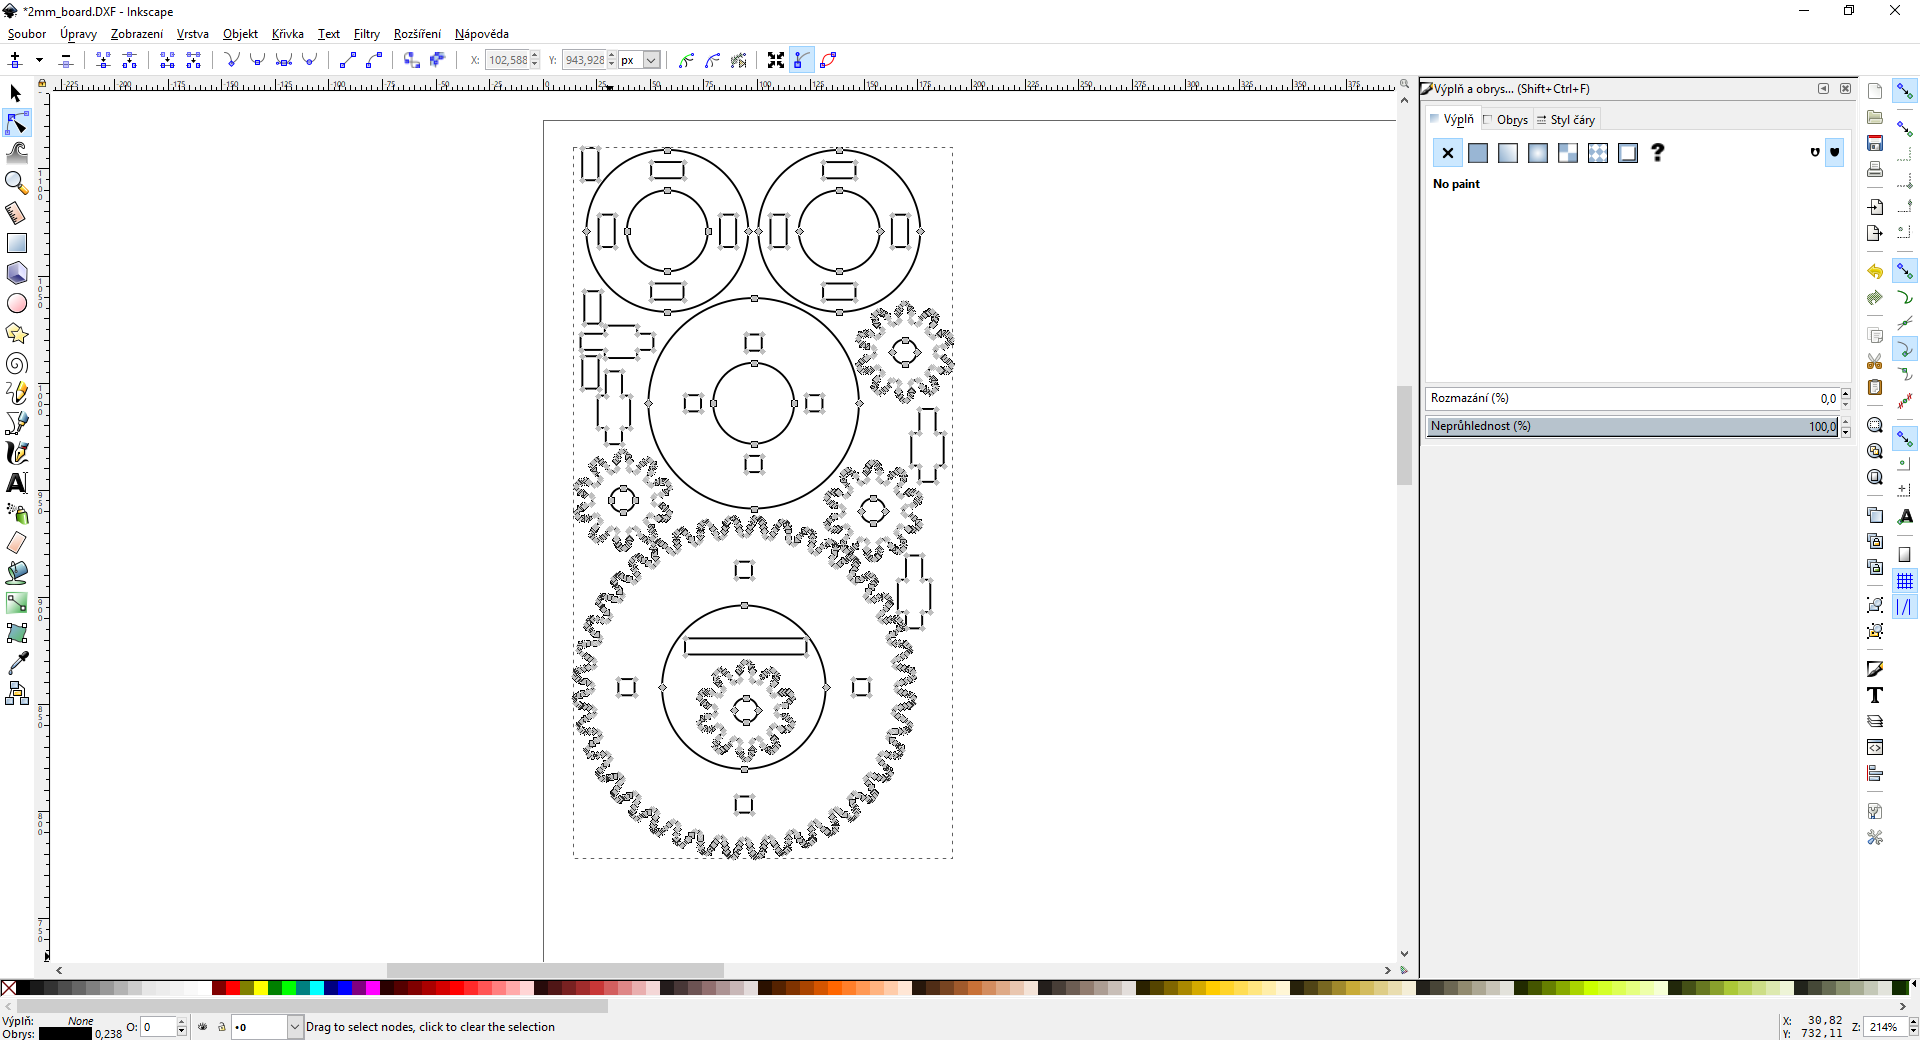 *2mm_board.DXF - Inkscape
Soubor Úpravy Zobrazení Vrstva Objekt Křivka Text Filtry Rozšíření Nápověda
X: 102,588 Y: 943,928 px
Výplň a obrys... (Shift+Ctrl+F)
Výplň Obrys Styl čáry
No paint
Rozmazání (%) 0,0
Neprůhlednost (%) 100,0
Výplň: None
Obrys: 0,238
O: 0
•0
Drag to select nodes, click to clear the selection
X: 30,82
Y: 732,11
Z: 214%